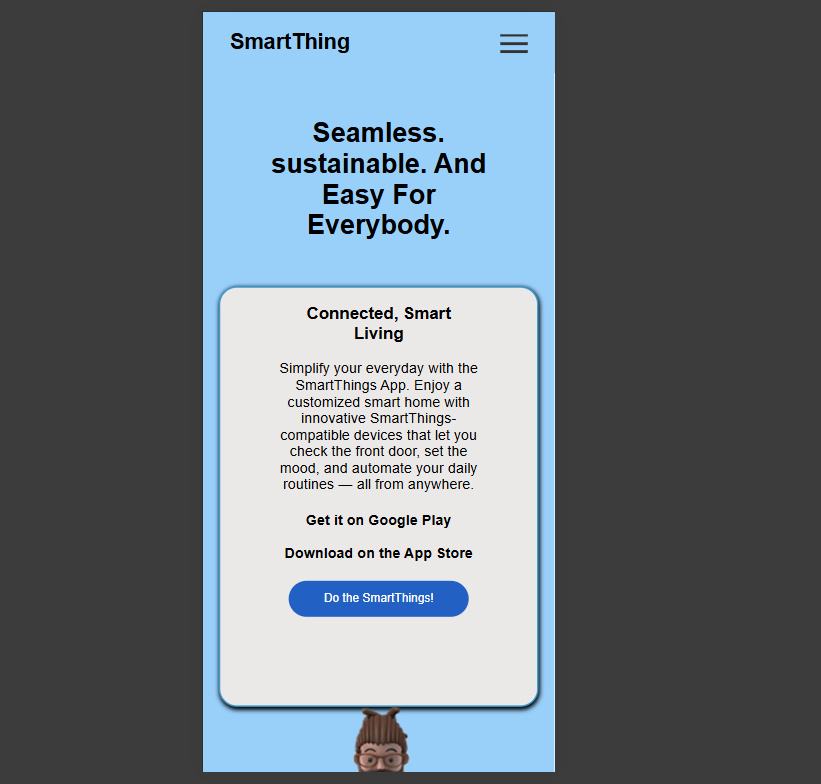 SmartThing
Seamless.
sustainable. And
Easy For
Everybody.
Connected, Smart
Living
Simplify your everyday with the
SmartThings App. Enjoy a
customized smart home with
innovative SmartThings-
compatible devices that let you
check the front door, set the
mood, and automate your daily
routines — all from anywhere.
Get it on Google Play
Download on the App Store
Do the SmartThings!